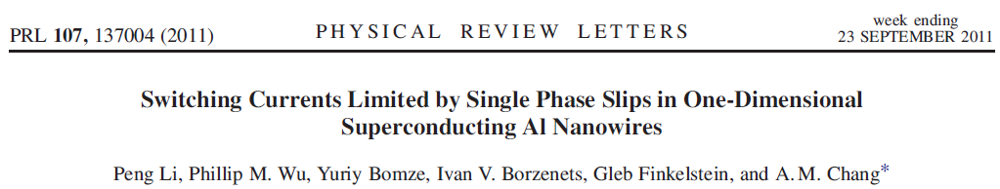 PRL 107, 137004 (2011) PHYSICAL REVIEW LETTERS week ending
23 SEPTEMBER 2011
Switching Currents Limited by Single Phase Slips in One-Dimensional
Superconducting Al Nanowires
Peng Li, Phillip M. Wu, Yuriy Bomze, Ivan V. Borzenets, Gleb Finkelstein, and A. M. Chang*